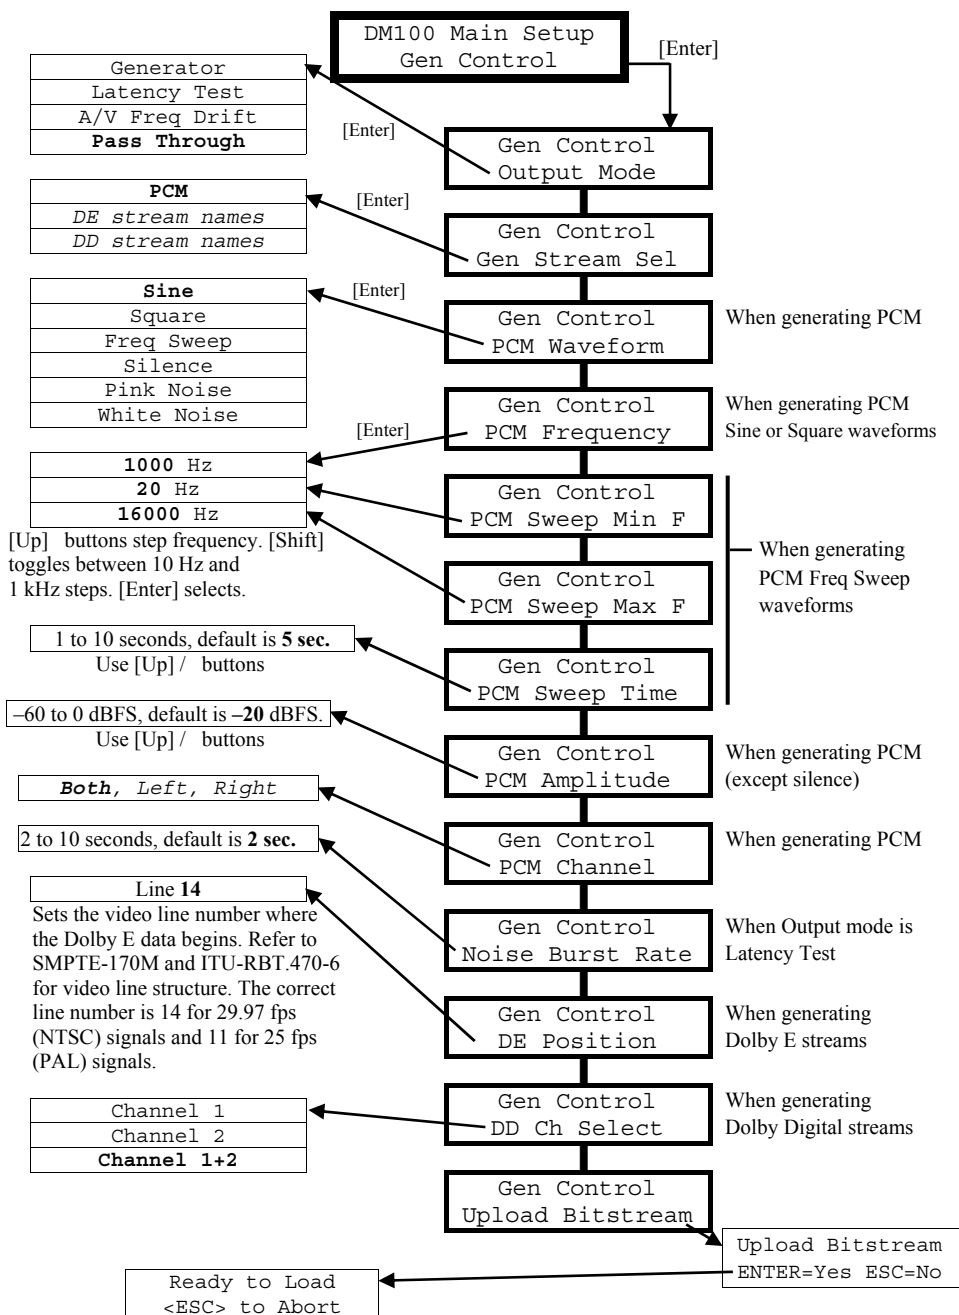 DM100 Main Setup
Gen Control
[Enter]
Generator
Latency Test
A/V Freq Drift
Pass Through
[Enter]
Gen Control
Output Mode
PCM
DE stream names
DD stream names
[Enter]
Gen Control
Gen Stream Sel
Sine
Square
Freq Sweep
Silence
Pink Noise
White Noise
[Enter]
Gen Control
PCM Waveform
When generating PCM
[Enter]
Gen Control
PCM Frequency
When generating PCM
Sine or Square waveforms
1000 Hz
20 Hz
16000 Hz
[Up] buttons step frequency. [Shift]
toggles between 10 Hz and
1 kHz steps. [Enter] selects.
Gen Control
PCM Sweep Min F
Gen Control
PCM Sweep Max F
When generating
PCM Freq Sweep
waveforms
1 to 10 seconds, default is 5 sec.
Use [Up] / buttons
Gen Control
PCM Sweep Time
–60 to 0 dBFS, default is –20 dBFS.
Use [Up] / buttons
Gen Control
PCM Amplitude
When generating PCM
(except silence)
Both, Left, Right
Gen Control
PCM Channel
When generating PCM
2 to 10 seconds, default is 2 sec.
Gen Control
Noise Burst Rate
When Output mode is
Latency Test
Line 14
Sets the video line number where
the Dolby E data begins. Refer to
SMPTE-170M and ITU-RBT.470-6
for video line structure. The correct
line number is 14 for 29.97 fps
(NTSC) signals and 11 for 25 fps
(PAL) signals.
Gen Control
DE Position
When generating
Dolby E streams
Channel 1
Channel 2
Channel 1+2
Gen Control
DD Ch Select
When generating
Dolby Digital streams
Gen Control
Upload Bitstream
Upload Bitstream
ENTER=Yes ESC=No
Ready to Load
<ESC> to Abort